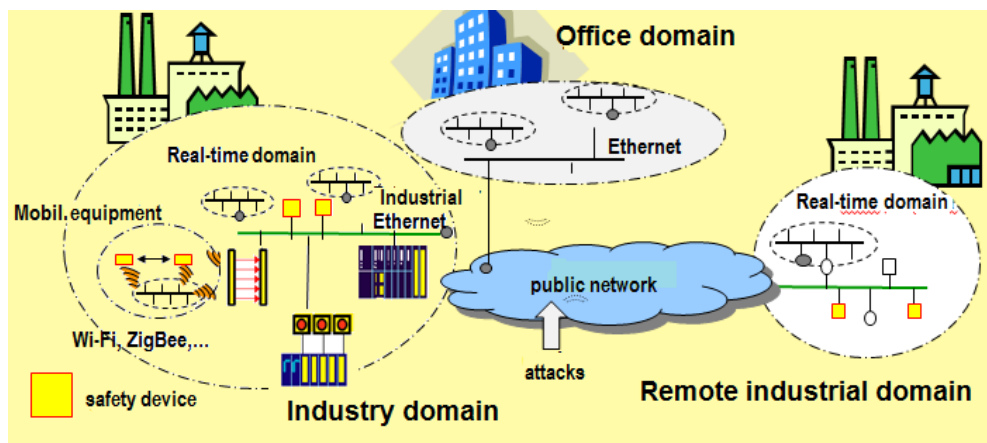 Office domain
Ethernet
Real-time domain
Industrial
Ethernet
Mobil. equipment
Real-time domain
public network
Wi-Fi, ZigBee,...
attacks
safety device
Industry domain
Remote industrial domain